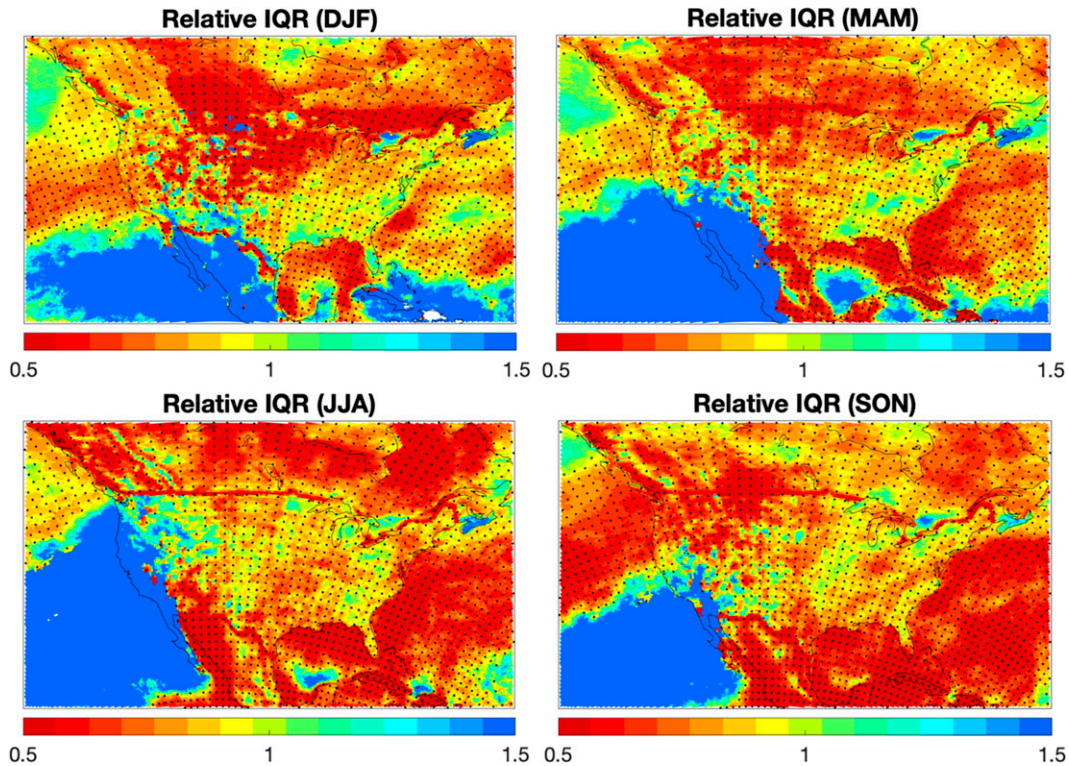 Relative IQR (DJF)
Relative IQR (MAM)
0.5 1 1.5
0.5 1 1.5
Relative IQR (JJA)
Relative IQR (SON)
0.5 1 1.5
0.5 1 1.5